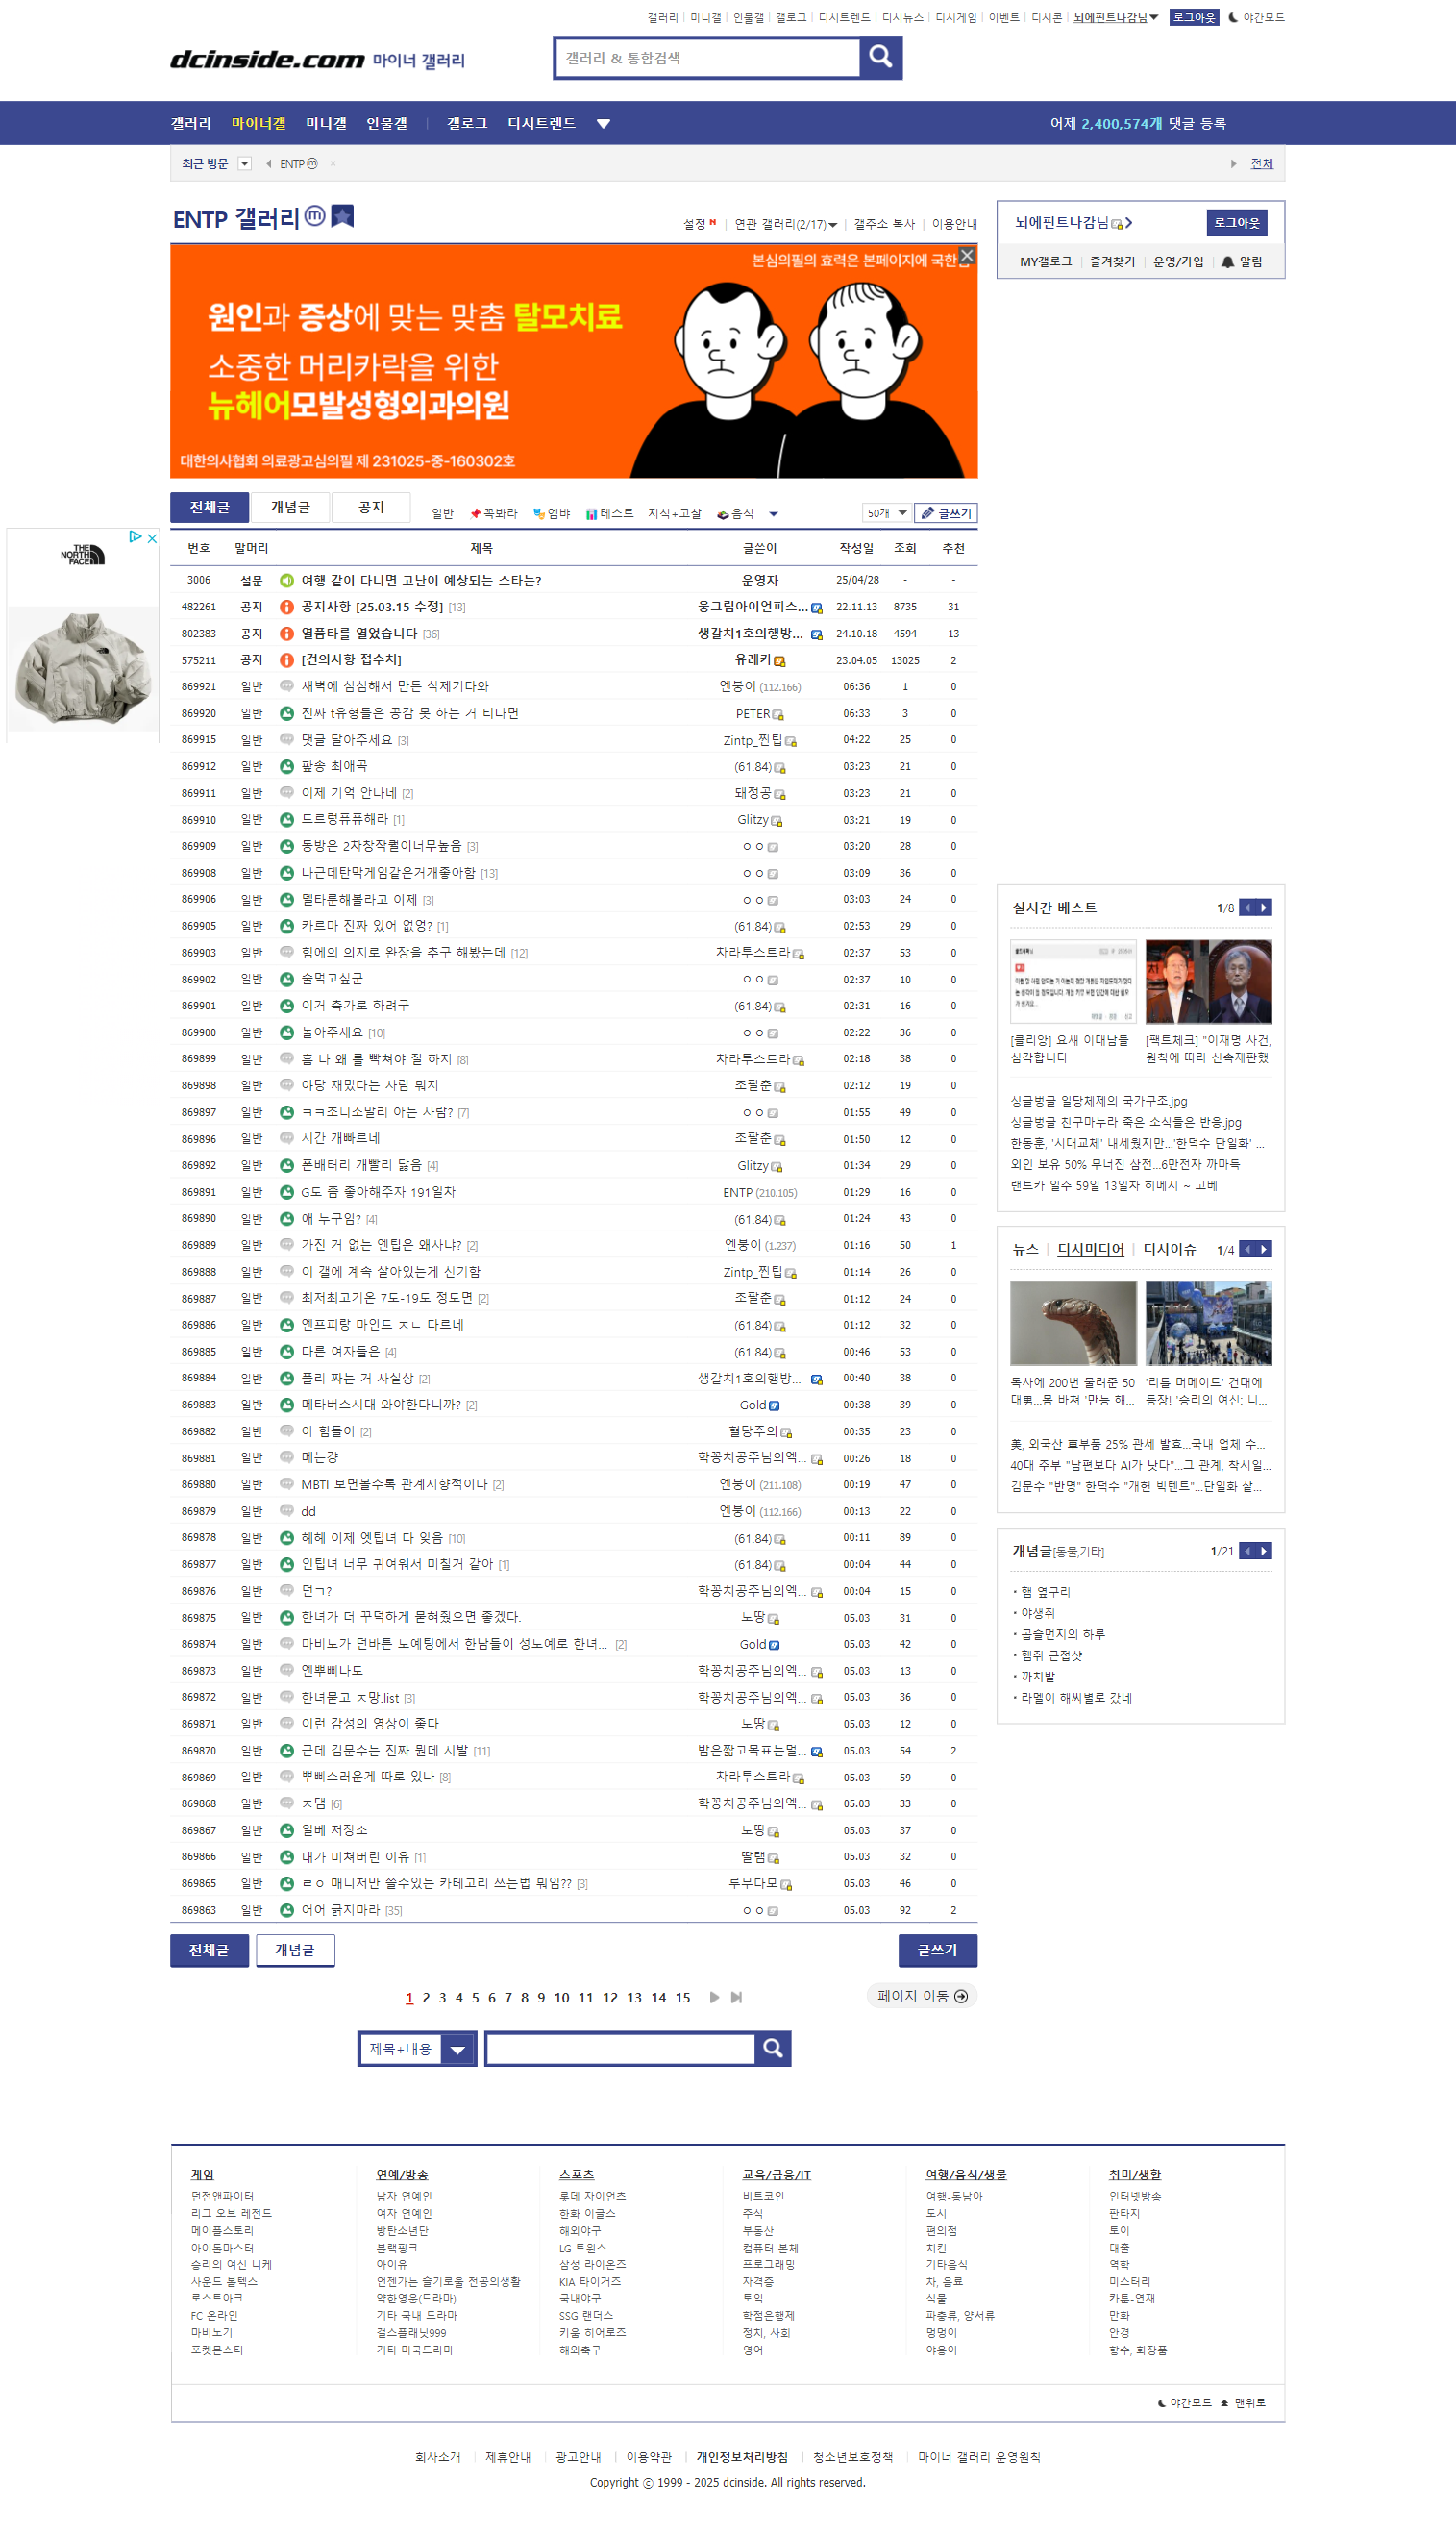 갤러리 미니갤 인물갤 갤로그 디시트렌드 디시뉴스 디시게임 이벤트 디시콘 뇌에핀트나감님 로그아웃 야간모드
dcinside.com 마이너 갤러리
갤러리 & 통합검색
갤러리 마이너갤 미니갤 인물갤 갤로그 디시트렌드 어제 2,400,574개 댓글 등록
최근 방문 ENTP ⓜ × 전체
ENTP 갤러리 ⓜ
설정 N 연관 갤러리(2/17) 갤주소 복사 이용안내
뇌에핀트나감님 로그아웃
MY갤로그 즐겨찾기 운영/가입 알림
본심의필의 효력은 본페이지에 국한
원인과 증상에 맞는 맞춤 탈모치료
소중한 머리카락을 위한
뉴헤어모발성형외과의원
대한의사협회 의료광고심의필 제 231025-중-160302호
전체글 개념글 공지 일반 꼭봐라 엠뱌 테스트 지식+고찰 음식 50개 글쓰기
THE NORTH FACE
번호 말머리 제목 글쓴이 작성일 조회 추천
3006 설문 여행 같이 다니면 고난이 예상되는 스타는? 운영자 25/04/28 - -
482261 공지 공지사항 [25.03.15 수정] [13] 웅그림아이언피스... 22.11.13 8735 31
802383 공지 열품타를 열었습니다 [36] 생갈치1호의행방... 24.10.18 4594 13
575211 공지 [건의사항 접수처] 유레카 23.04.05 13025 2
869921 일반 새벽에 심심해서 만든 삭제기다와 엔붕이 (112.166) 06:36 1 0
869920 일반 진짜 t유형들은 공감 못 하는 거 티나면 PETER 06:33 3 0
869915 일반 댓글 달아주세요 [3] Zintp_찐팁 04:22 25 0
869912 일반 팦송 최애곡 (61.84) 03:23 21 0
869911 일반 이제 기억 안나네 [2] 돼정공 03:23 21 0
869910 일반 드르렁퓨퓨해라 [1] Glitzy 03:21 19 0
869909 일반 동방은 2차창작퀄이너무높음 [3] ㅇㅇ 03:20 28 0
869908 일반 나근데탄막게임같은거개좋아함 [13] ㅇㅇ 03:09 36 0
869906 일반 델타룬해볼라고 이제 [3] ㅇㅇ 03:03 24 0
869905 일반 카르마 진짜 있어 없엉? [1] (61.84) 02:53 29 0
869903 일반 힘에의 의지로 완장을 추구 해봤는데 [12] 차라투스트라 02:37 53 0
869902 일반 술먹고싶군 ㅇㅇ 02:37 10 0
869901 일반 이거 축가로 하려구 (61.84) 02:31 16 0
869900 일반 놀아주새요 [10] ㅇㅇ 02:22 36 0
869899 일반 흠 나 왜 롤 빡쳐야 잘 하지 [8] 차라투스트라 02:18 38 0
869898 일반 야당 재밌다는 사람 뭐지 조팔춘 02:12 19 0
869897 일반 ㅋㅋ조니소말리 아는 사람? [7] ㅇㅇ 01:55 49 0
869896 일반 시간 개빠르네 조팔춘 01:50 12 0
869892 일반 폰배터리 개빨리 닳음 [4] Glitzy 01:34 29 0
869891 일반 G도 좀 좋아해주자 191일차 ENTP (210.105) 01:29 16 0
869890 일반 얘 누구임? [4] (61.84) 01:24 43 0
869889 일반 가진 거 없는 엔팁은 왜사냐? [2] 엔붕이 (1.237) 01:16 50 1
869888 일반 이 갤에 계속 살아있는게 신기함 Zintp_찐팁 01:14 26 0
869887 일반 최저최고기온 7도-19도 정도면 [2] 조팔춘 01:12 24 0
869886 일반 엔프피랑 마인드 ㅈㄴ 다르네 (61.84) 01:12 32 0
869885 일반 다른 여자들은 [4] (61.84) 00:46 53 0
869884 일반 플리 짜는 거 사실상 [2] 생갈치1호의행방... 00:40 38 0
869883 일반 메타버스시대 와야한다니까? [2] Gold 00:38 39 0
869882 일반 아 힘들어 [2] 혈당주의 00:35 23 0
869881 일반 메는걍 학꽁치공주님의엑... 00:26 18 0
869880 일반 MBTI 보면볼수록 관계지향적이다 [2] 엔붕이 (211.108) 00:19 47 0
869879 일반 dd 엔붕이 (112.166) 00:13 22 0
869878 일반 헤헤 이제 엣팁녀 다 잊음 [10] (61.84) 00:11 89 0
869877 일반 인팁녀 너무 귀여워서 미칠거 같아 [1] (61.84) 00:04 44 0
869876 일반 던ㄱ? 학꽁치공주님의엑... 00:04 15 0
869875 일반 한녀가 더 꾸덕하게 묻혀줬으면 좋겠다. 노땅 05.03 31 0
869874 일반 마비노가 던바튼 노예팅에서 한남들이 성노예로 한녀... [2] Gold 05.03 42 0
869873 일반 엔뿌삐나도 학꽁치공주님의엑... 05.03 13 0
869872 일반 한녀묻고 ㅈ망.list [3] 학꽁치공주님의엑... 05.03 36 0
869871 일반 이런 감성의 영상이 좋다 노땅 05.03 12 0
869870 일반 근데 김문수는 진짜 뭔데 시발 [11] 밤은짧고목표는멀... 05.03 54 2
869869 일반 뿌삐스러운게 따로 있나 [8] 차라투스트라 05.03 59 0
869868 일반 ㅈ댐 [6] 학꽁치공주님의엑... 05.03 33 0
869867 일반 일베 저장소 노땅 05.03 37 0
869866 일반 내가 미쳐버린 이유 [1] 딸램 05.03 32 0
869865 일반 ㄹㅇ 매니저만 쓸수있는 카테고리 쓰는법 뭐임?? [3] 루무다모 05.03 46 0
869863 일반 어어 긁지마라 [35] ㅇㅇ 05.03 92 2
전체글 개념글 글쓰기
1 2 3 4 5 6 7 8 9 10 11 12 13 14 15 페이지 이동
제목+내용
실시간 베스트 1/8
[클리앙] 요새 이대남들 심각합니다
[팩트체크] "이재명 사건, 원칙에 따라 신속재판했
싱글벙글 일당체제의 국가구조.jpg
싱글벙글 친구마누라 죽은 소식들은 반응.jpg
한동훈, '시대교체' 내세웠지만...'한덕수 단일화' ...
외인 보유 50% 무너진 삼전...6만전자 까마득
랜트카 일주 59일 13일차 히메지 ~ 고베
뉴스 디시미디어 디시이슈 1/4
독사에 200번 물려준 50대男...몸 바쳐 '만능 해...
'리틀 머메이드' 건대에 등장! '승리의 여신: 니...
美, 외국산 車부품 25% 관세 발효...국내 업체 수...
40대 주부 "남편보다 AI가 낫다"...그 관계, 착시일...
김문수 "반명" 한덕수 "개헌 빅텐트"...단일화 샅...
개념글[동물,기타] 1/21
· 햄 옆구리
· 야생쥐
· 곰슬먼지의 하루
· 햄쥐 근접샷
· 까치발
· 라멜이 해씨별로 갔네
게임 연예/방송 스포츠 교육/금융/IT 여행/음식/생물 취미/생활
던전앤파이터 남자 연예인 롯데 자이언츠 비트코인 여행-동남아 인터넷방송
리그 오브 레전드 여자 연예인 한화 이글스 주식 도시 판타지
메이플스토리 방탄소년단 해외야구 부동산 편의점 토이
아이돌마스터 블랙핑크 LG 트윈스 컴퓨터 본체 치킨 대출
승리의 여신 니케 아이유 삼성 라이온즈 프로그래밍 기타음식 역학
사운드 볼텍스 언젠가는 슬기로울 전공의생활 KIA 타이거즈 자격증 차, 음료 미스터리
로스트아크 약한영웅(드라마) 국내야구 토익 식물 카툰-연재
FC 온라인 기타 국내 드라마 SSG 랜더스 학점은행제 파충류, 양서류 만화
마비노기 걸스플래닛999 키움 히어로즈 정치, 사회 멍멍이 안경
포켓몬스터 기타 미국드라마 해외축구 영어 야옹이 향수, 화장품
야간모드 맨위로
회사소개 제휴안내 광고안내 이용약관 개인정보처리방침 청소년보호정책 마이너 갤러리 운영원칙
Copyright ⓒ 1999 - 2025 dcinside. All rights reserved.